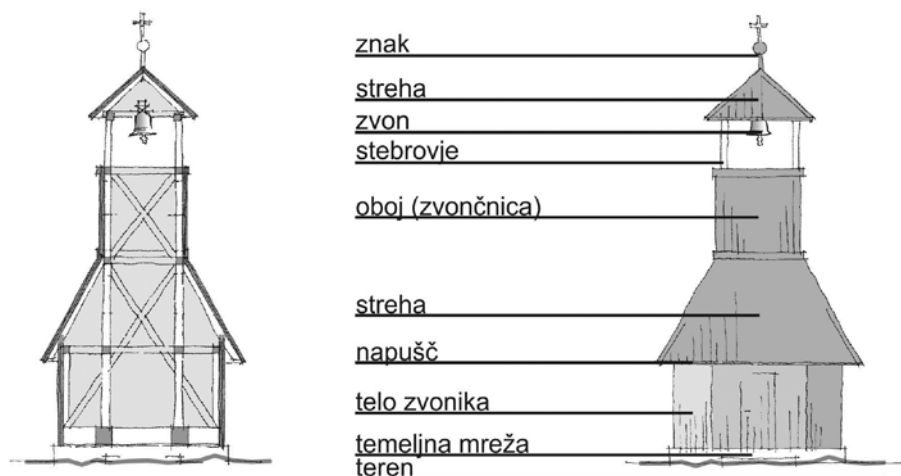 znak
streha
zvon
stebrovje
oboj (zvončnica)
streha
napušč
telo zvonika
temeljna mreža
teren